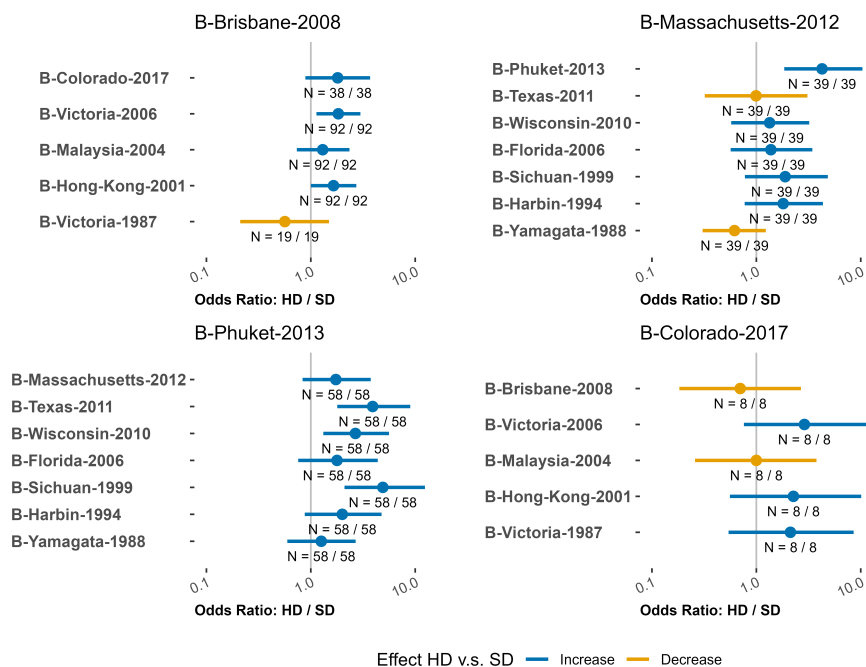 B-Brisbane-2008
B-Colorado-2017
N = 38 / 38
B-Victoria-2006
N = 92 / 92
B-Malaysia-2004
N = 92 / 92
B-Hong-Kong-2001
N = 92 / 92
B-Victoria-1987
N = 19 / 19
0.1
1.0
10.0
Odds Ratio: HD / SD
B-Massachusetts-2012
B-Phuket-2013
N = 39 / 39
B-Texas-2011
N = 39 / 39
B-Wisconsin-2010
N = 39 / 39
B-Florida-2006
N = 39 / 39
B-Sichuan-1999
N = 39 / 39
B-Harbin-1994
N = 39 / 39
B-Yamagata-1988
N = 39 / 39
0.1
1.0
10.0
Odds Ratio: HD / SD
B-Phuket-2013
B-Massachusetts-2012
N = 58 / 58
B-Texas-2011
N = 58 / 58
B-Wisconsin-2010
N = 58 / 58
B-Florida-2006
N = 58 / 58
B-Sichuan-1999
N = 58 / 58
B-Harbin-1994
N = 58 / 58
B-Yamagata-1988
N = 58 / 58
0.1
1.0
10.0
Odds Ratio: HD / SD
B-Colorado-2017
B-Brisbane-2008
N = 8 / 8
B-Victoria-2006
N = 8 / 8
B-Malaysia-2004
N = 8 / 8
B-Hong-Kong-2001
N = 8 / 8
B-Victoria-1987
N = 8 / 8
0.1
1.0
10.0
Odds Ratio: HD / SD
Effect HD v.s. SD Increase Decrease